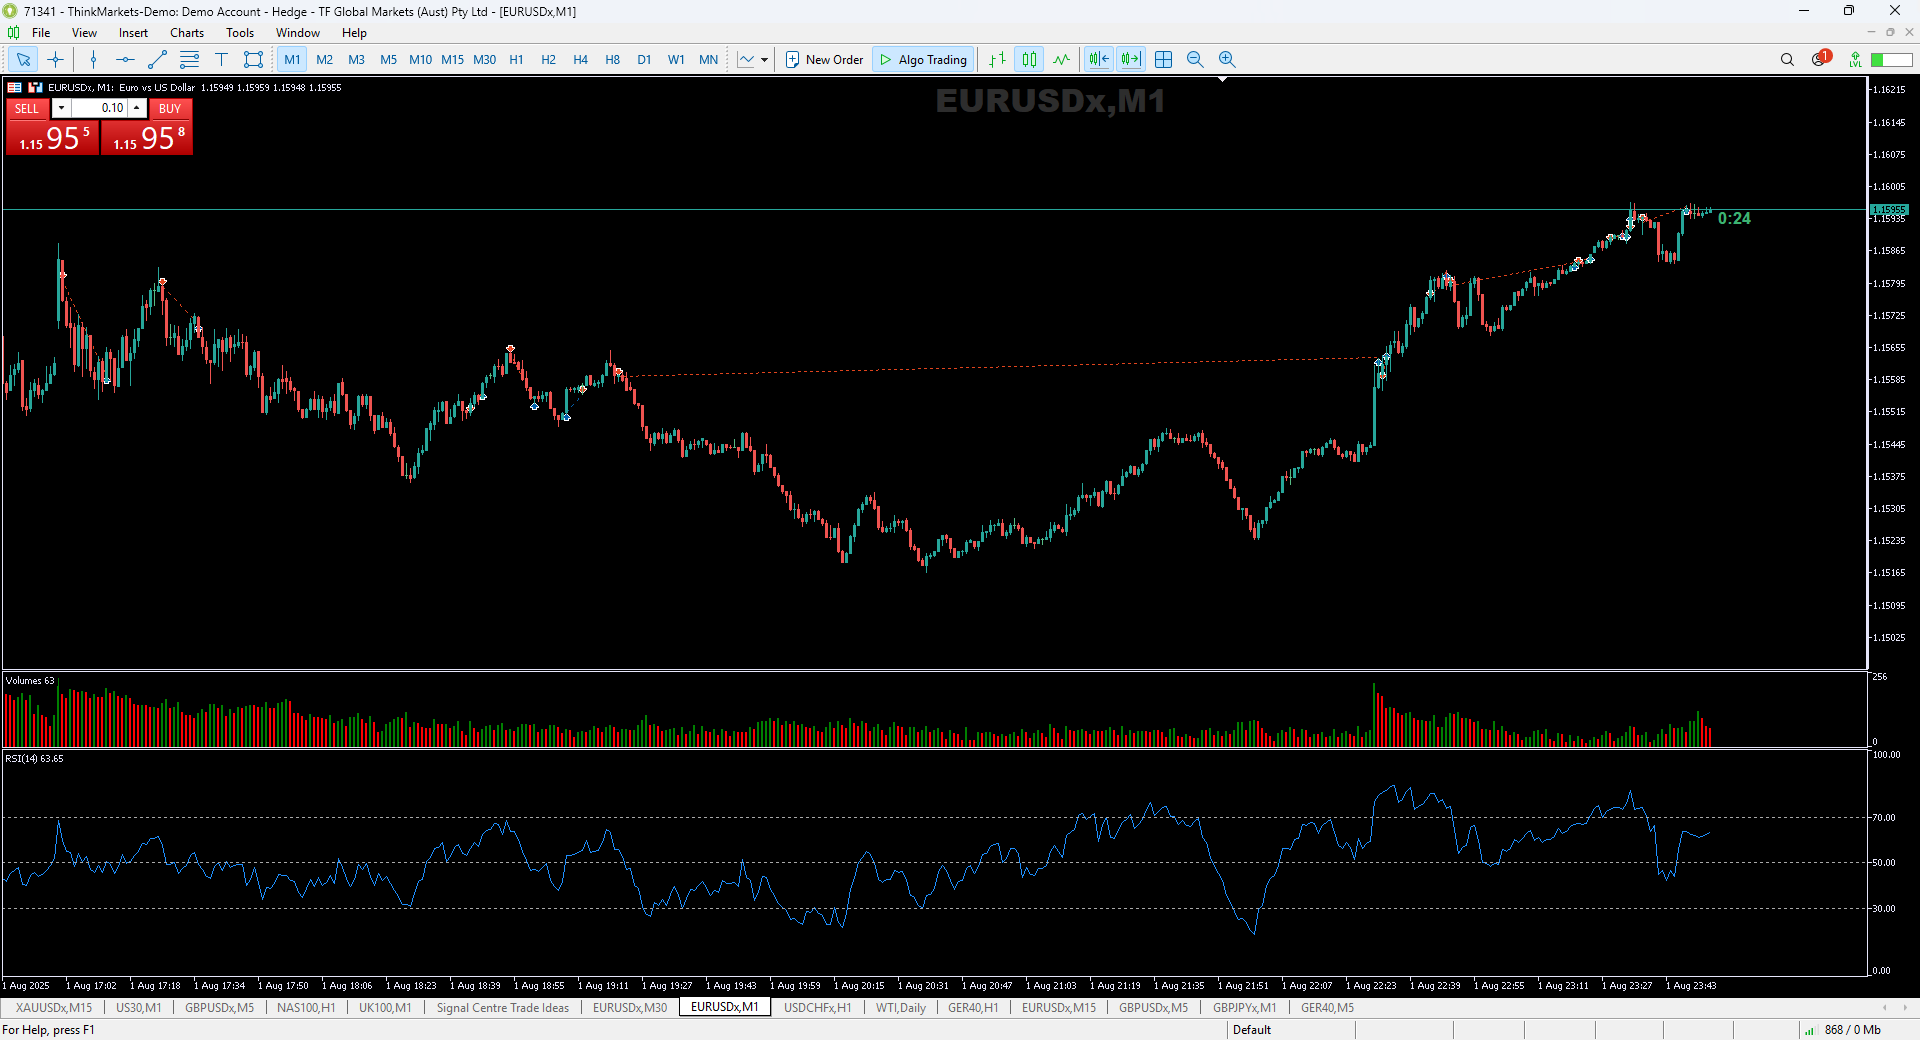 71341 - ThinkMarkets-Demo: Demo Account - Hedge - TF Global Markets (Aust) Pty Ltd - [EURUSDx,M1]
File View Insert Charts Tools Window Help
M1 M2 M3 M5 M10 M15 M30 H1 H2 H4 H8 D1 W1 MN New Order Algo Trading 1 LVL
EURUSDx, M1: Euro vs US Dollar 1.15949 1.15959 1.15948 1.15955
EURUSDx,M1
SELL 0.10 BUY
1.15 95 5 1.15 95 8
1.16215
1.16145
1.16075
1.16005
1.15955
1.15935
0:24
1.15865
1.15795
1.15725
1.15655
1.15585
1.15515
1.15445
1.15375
1.15305
1.15235
1.15165
1.15095
1.15025
Volumes 63
256
0
RSI(14) 63.65
100.00
70.00
50.00
30.00
0.00
1 Aug 2025 1 Aug 17:02 1 Aug 17:18 1 Aug 17:34 1 Aug 17:50 1 Aug 18:06 1 Aug 18:23 1 Aug 18:39 1 Aug 18:55 1 Aug 19:11 1 Aug 19:27 1 Aug 19:43 1 Aug 19:59 1 Aug 20:15 1 Aug 20:31 1 Aug 20:47 1 Aug 21:03 1 Aug 21:19 1 Aug 21:35 1 Aug 21:51 1 Aug 22:07 1 Aug 22:23 1 Aug 22:39 1 Aug 22:55 1 Aug 23:11 1 Aug 23:27 1 Aug 23:43
XAUUSDx,M15 US30,M1 GBPUSDx,M5 NAS100,H1 UK100,M1 Signal Centre Trade Ideas EURUSDx,M30 EURUSDx,M1 USDCHFx,H1 WTI,Daily GER40,H1 EURUSDx,M15 GBPUSDx,M5 GBPJPYx,M1 GER40,M5
For Help, press F1 Default 868 / 0 Mb